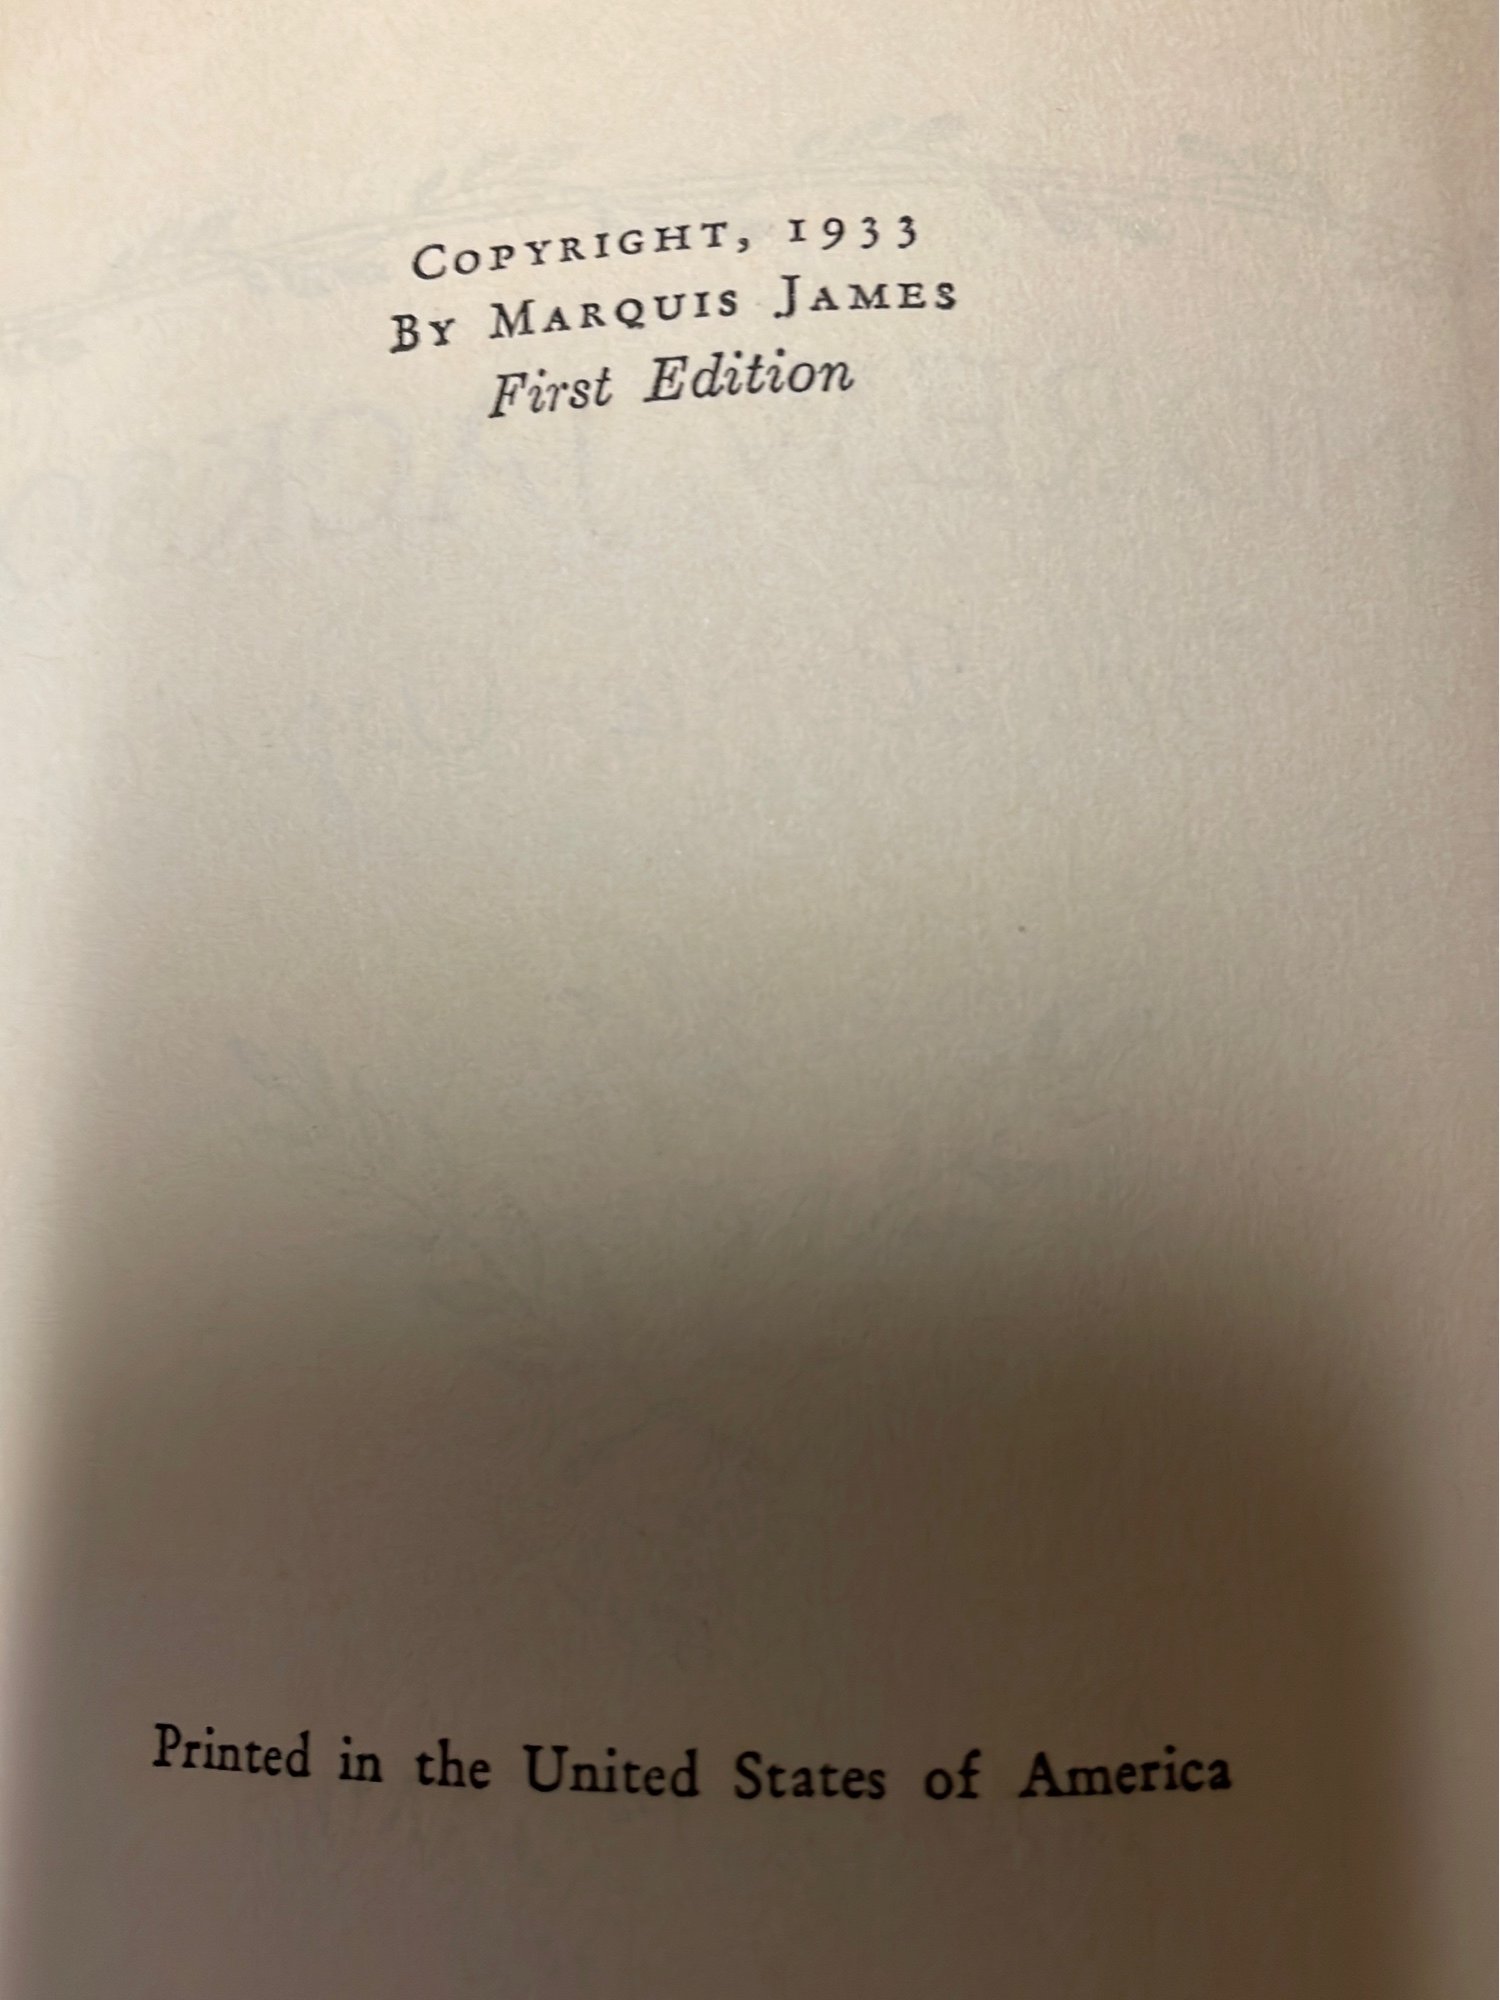 COPYRIGHT, 1933
BY MARQUIS JAMES
First Edition
Printed in the United States of America